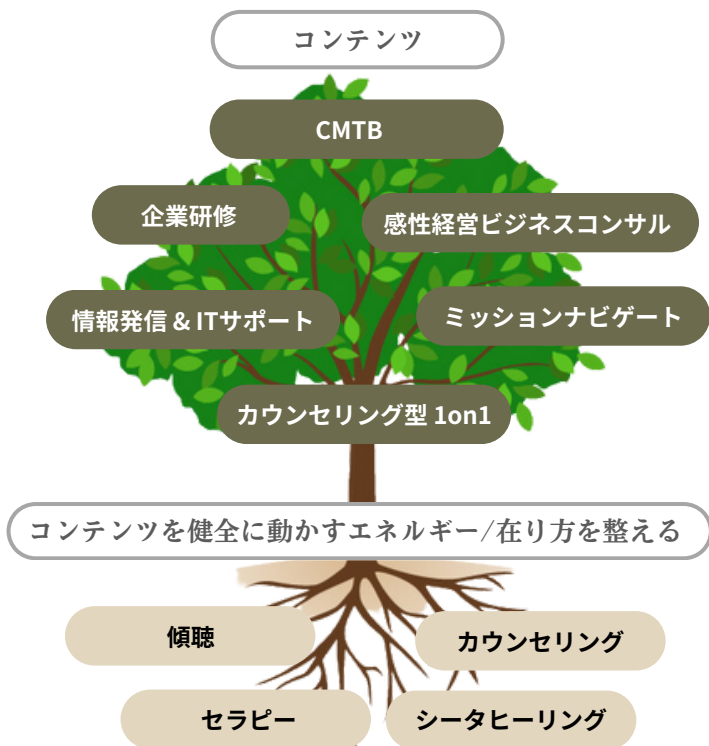 コンテンツ
CMTB
企業研修
感性経営ビジネスコンサル
情報発信 & ITサポート
ミッションナビゲート
カウンセリング型 1on1
コンテンツを健全に動かすエネルギー/在り方を整える
傾聴
カウンセリング
セラピー
シータヒーリング